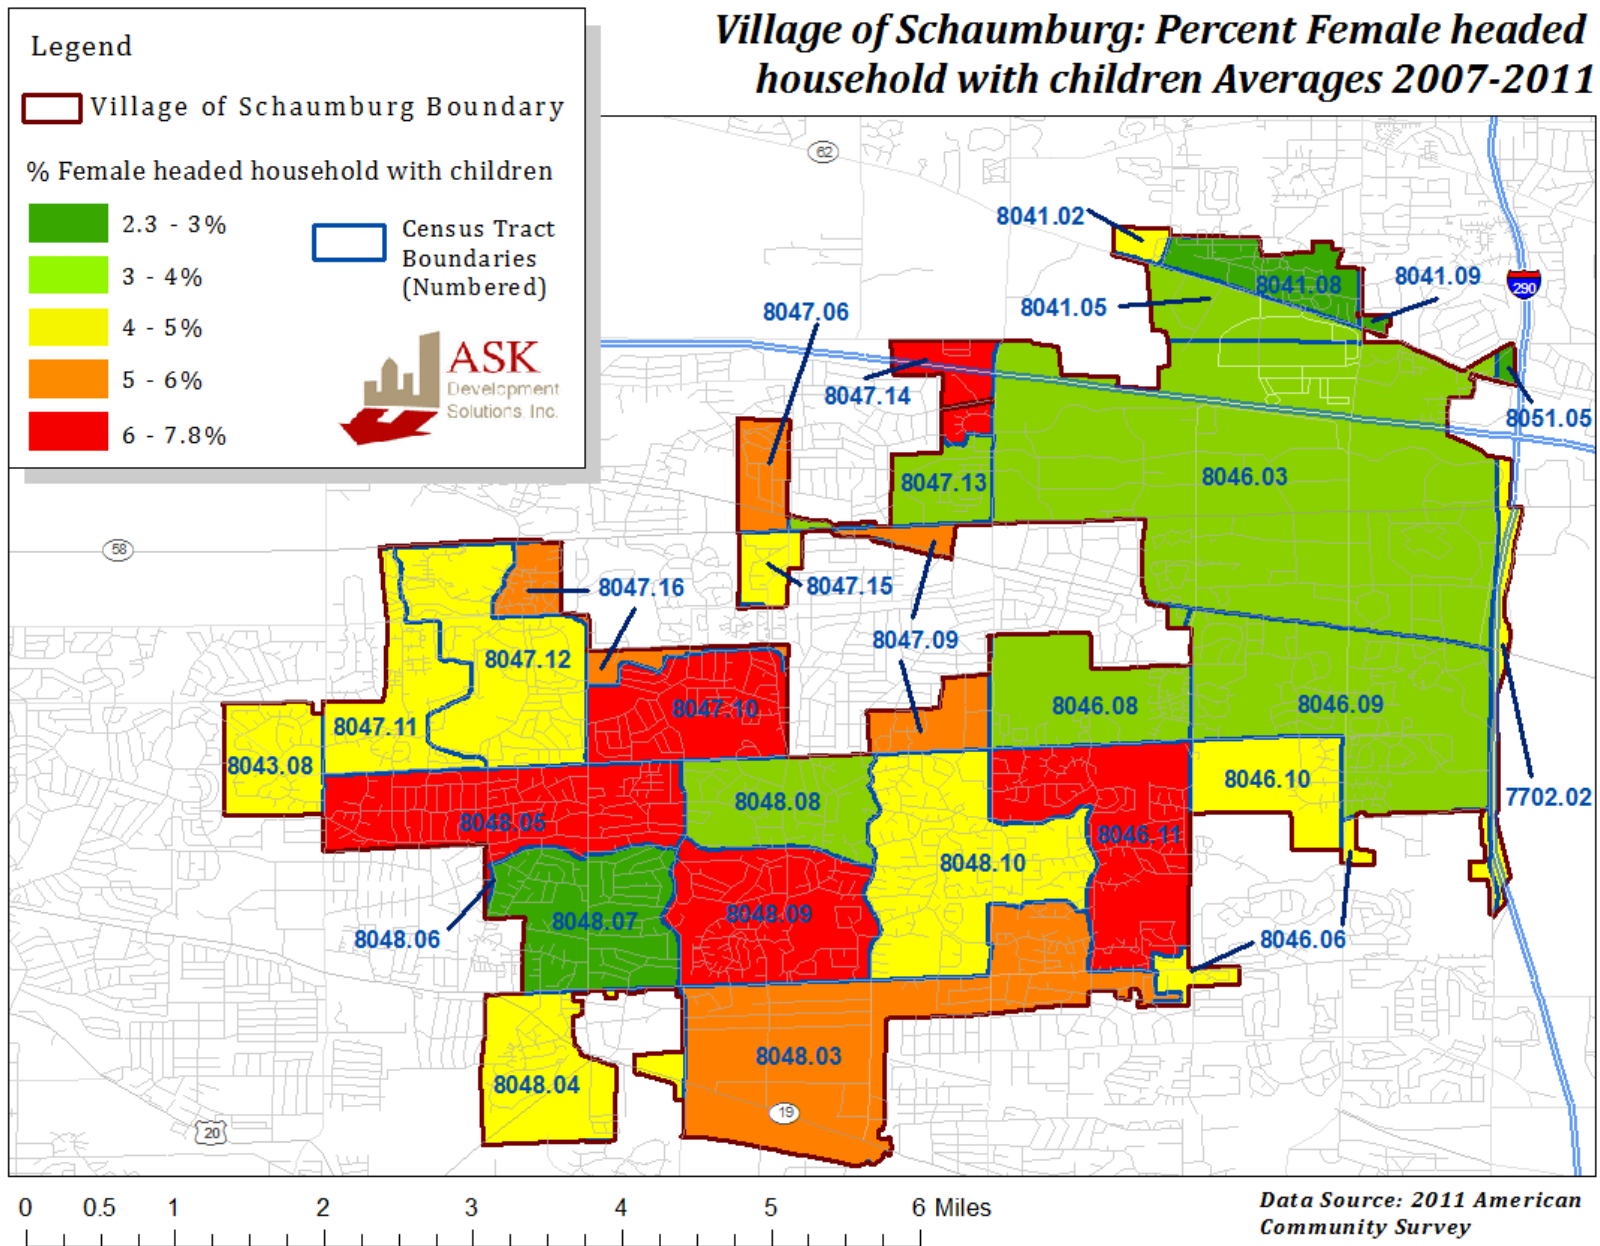 Village of Schaumburg: Percent Female headed
household with children Averages 2007-2011
Legend
Village of Schaumburg Boundary
% Female headed household with children
2.3 - 3%
3 - 4%
4 - 5%
5 - 6%
6 - 7.8%
Census Tract
Boundaries
(Numbered)
ASK
Development
Solutions, Inc.
62
8041.02
8041.08
8041.09
8041.05
290
8047.06
8047.14
8051.05
8047.13
8046.03
58
8047.16
8047.15
8047.09
8047.12
8047.10
8046.08
8046.09
8047.11
8043.08
8048.08
8046.10
7702.02
8048.05
8046.11
8048.10
8048.09
8048.07
8048.06
8046.06
8048.03
8048.04
19
20
0 0.5 1 2 3 4 5 6 Miles
Data Source: 2011 American
Community Survey